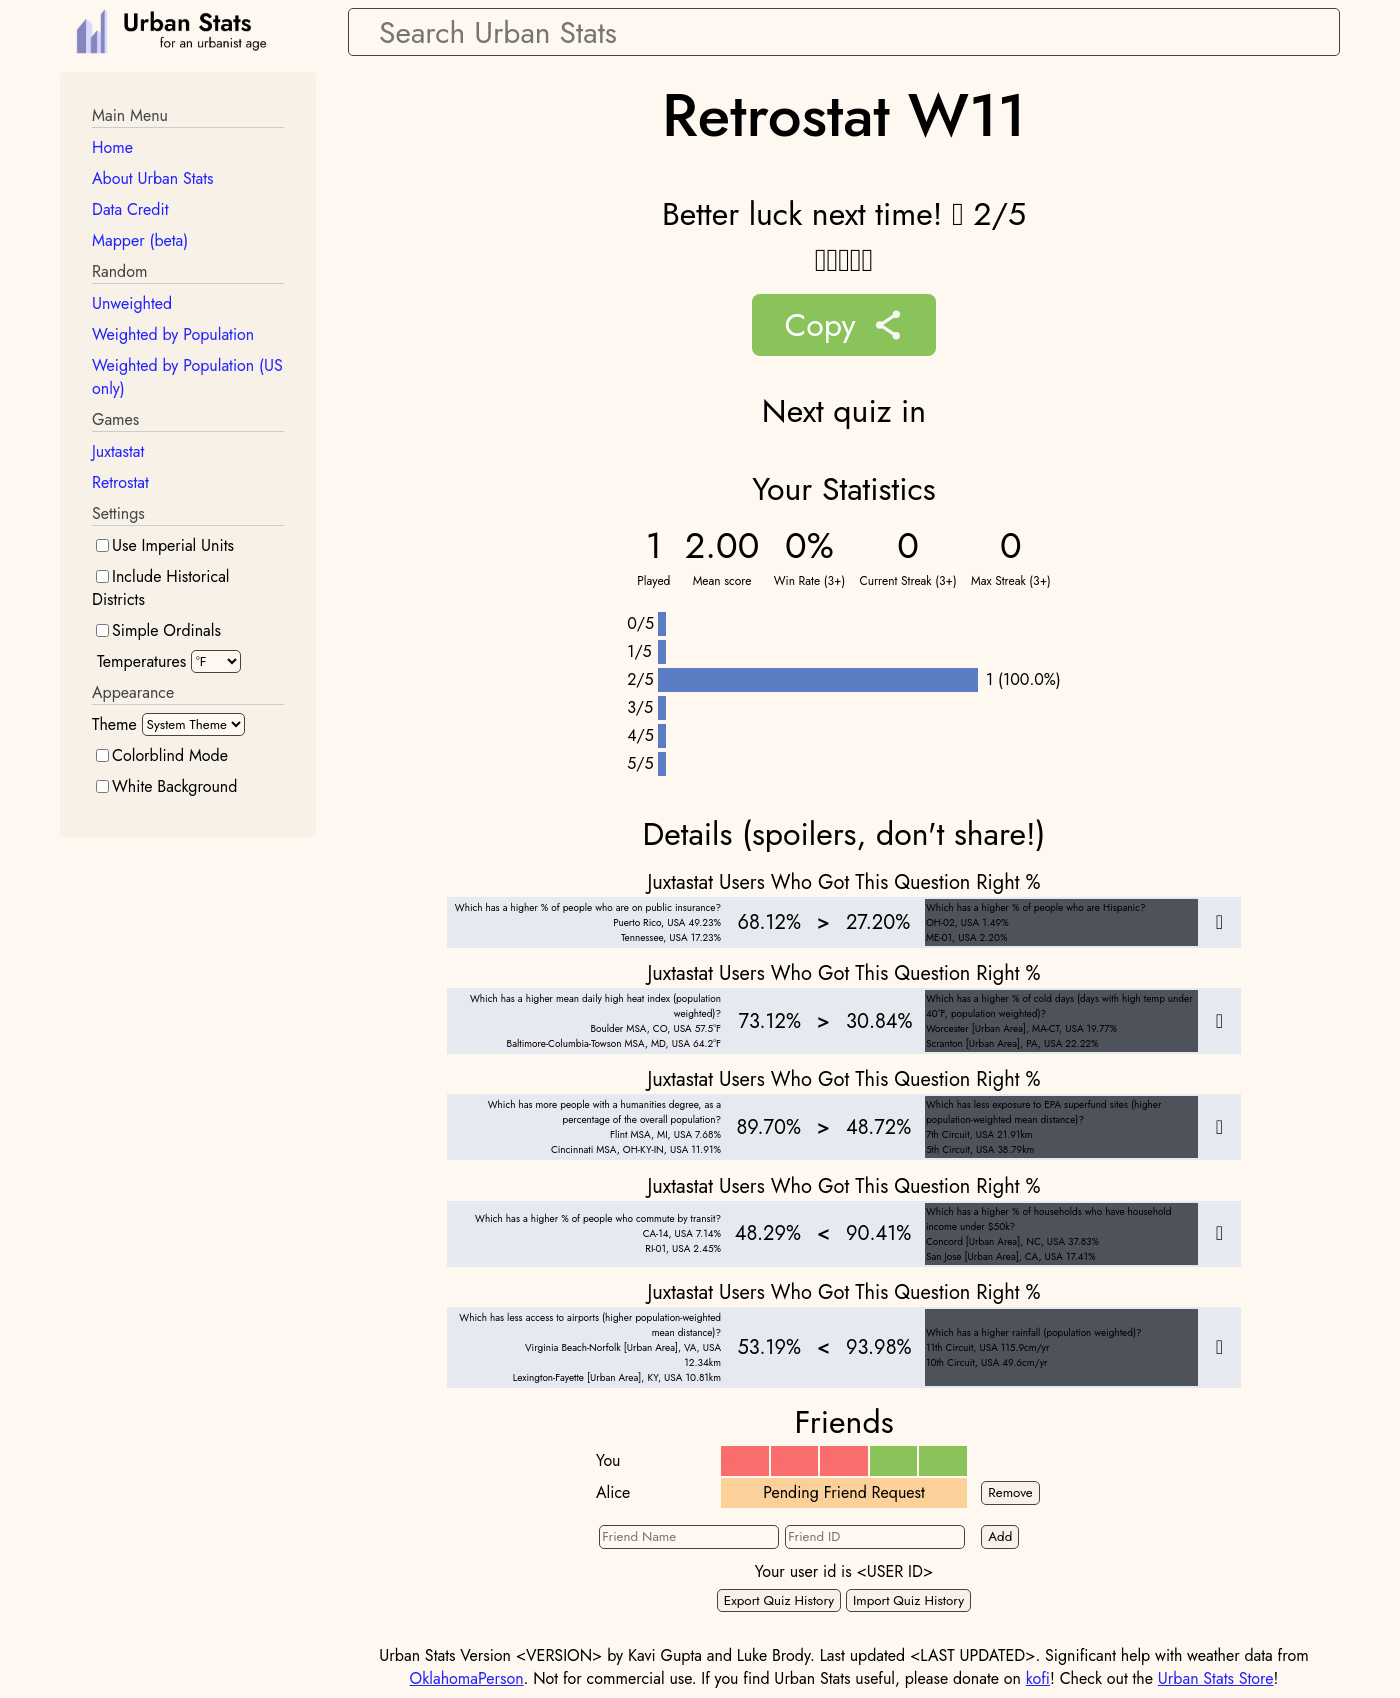 Urban Stats
for an urbanist age
Search Urban Stats
Main Menu
Home
About Urban Stats
Data Credit
Mapper (beta)
Random
Unweighted
Weighted by Population
Weighted by Population (US
only)
Games
Juxtastat
Retrostat
Settings
Use Imperial Units
Include Historical
Districts
Simple Ordinals
Temperatures °F
Appearance
Theme System Theme
Colorblind Mode
White Background
Retrostat W11
Better luck next time! 2/5
Copy
Next quiz in
Your Statistics
1 2.00 0% 0 0
Played Mean score Win Rate (3+) Current Streak (3+) Max Streak (3+)
0/5
1/5
2/5 1 (100.0%)
3/5
4/5
5/5
Details (spoilers, don't share!)
Juxtastat Users Who Got This Question Right %
Which has a higher % of people who are on public insurance?
Puerto Rico, USA 49.23%
Tennessee, USA 17.23%
68.12% > 27.20%
Which has a higher % of people who are Hispanic?
OH-02, USA 1.49%
ME-01, USA 2.20%
Juxtastat Users Who Got This Question Right %
Which has a higher mean daily high heat index (population
weighted)?
Boulder MSA, CO, USA 57.5°F
Baltimore-Columbia-Towson MSA, MD, USA 64.2°F
73.12% > 30.84%
Which has a higher % of cold days (days with high temp under
40°F, population weighted)?
Worcester [Urban Area], MA-CT, USA 19.77%
Scranton [Urban Area], PA, USA 22.22%
Juxtastat Users Who Got This Question Right %
Which has more people with a humanities degree, as a
percentage of the overall population?
Flint MSA, MI, USA 7.68%
Cincinnati MSA, OH-KY-IN, USA 11.91%
89.70% > 48.72%
Which has less exposure to EPA superfund sites (higher
population-weighted mean distance)?
7th Circuit, USA 21.91km
5th Circuit, USA 38.79km
Juxtastat Users Who Got This Question Right %
Which has a higher % of people who commute by transit?
CA-14, USA 7.14%
RI-01, USA 2.45%
48.29% < 90.41%
Which has a higher % of households who have household
income under $50k?
Concord [Urban Area], NC, USA 37.83%
San Jose [Urban Area], CA, USA 17.41%
Juxtastat Users Who Got This Question Right %
Which has less access to airports (higher population-weighted
mean distance)?
Virginia Beach-Norfolk [Urban Area], VA, USA
12.34km
Lexington-Fayette [Urban Area], KY, USA 10.81km
53.19% < 93.98%
Which has a higher rainfall (population weighted)?
11th Circuit, USA 115.9cm/yr
10th Circuit, USA 49.6cm/yr
Friends
You
Alice Pending Friend Request Remove
Friend Name Friend ID Add
Your user id is <USER ID>
Export Quiz History Import Quiz History
Urban Stats Version <VERSION> by Kavi Gupta and Luke Brody. Last updated <LAST UPDATED>. Significant help with weather data from
OklahomaPerson. Not for commercial use. If you find Urban Stats useful, please donate on kofi! Check out the Urban Stats Store!